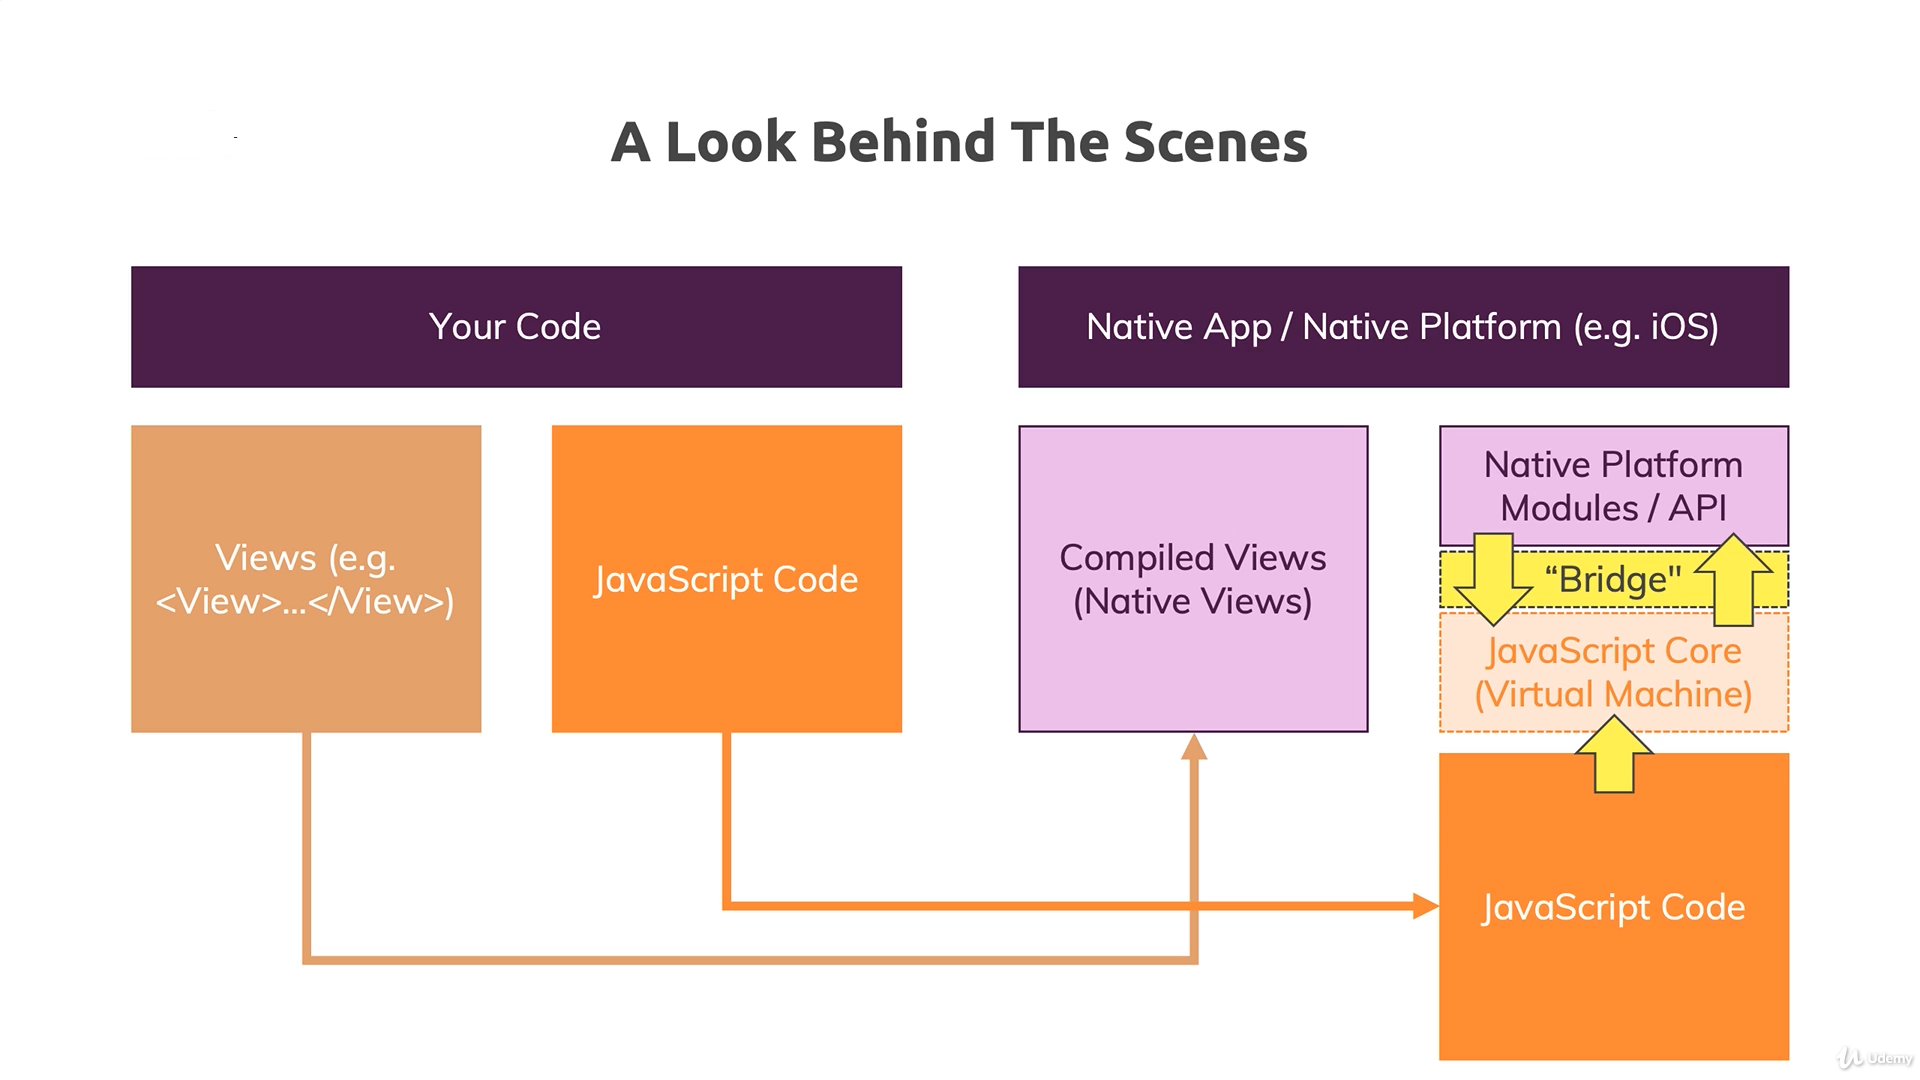 A Look Behind The Scenes
Your Code
Native App / Native Platform (e.g. iOS)
Views (e.g.
<View>...</View>)
JavaScript Code
Compiled Views
(Native Views)
Native Platform
Modules / API
“Bridge"
JavaScript Core
(Virtual Machine)
JavaScript Code
Udemy